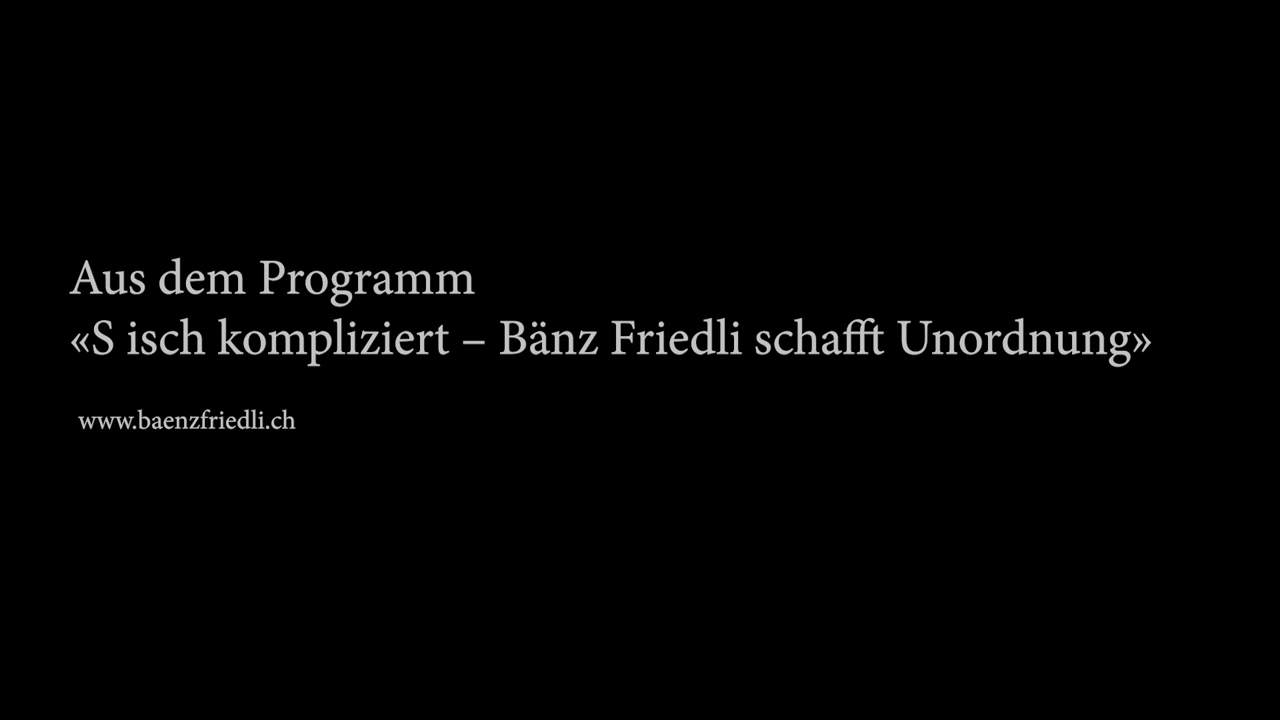 Aus dem Programm
«S isch kompliziert – Bänz Friedli schafft Unordnung»
www.baenzfriedli.ch